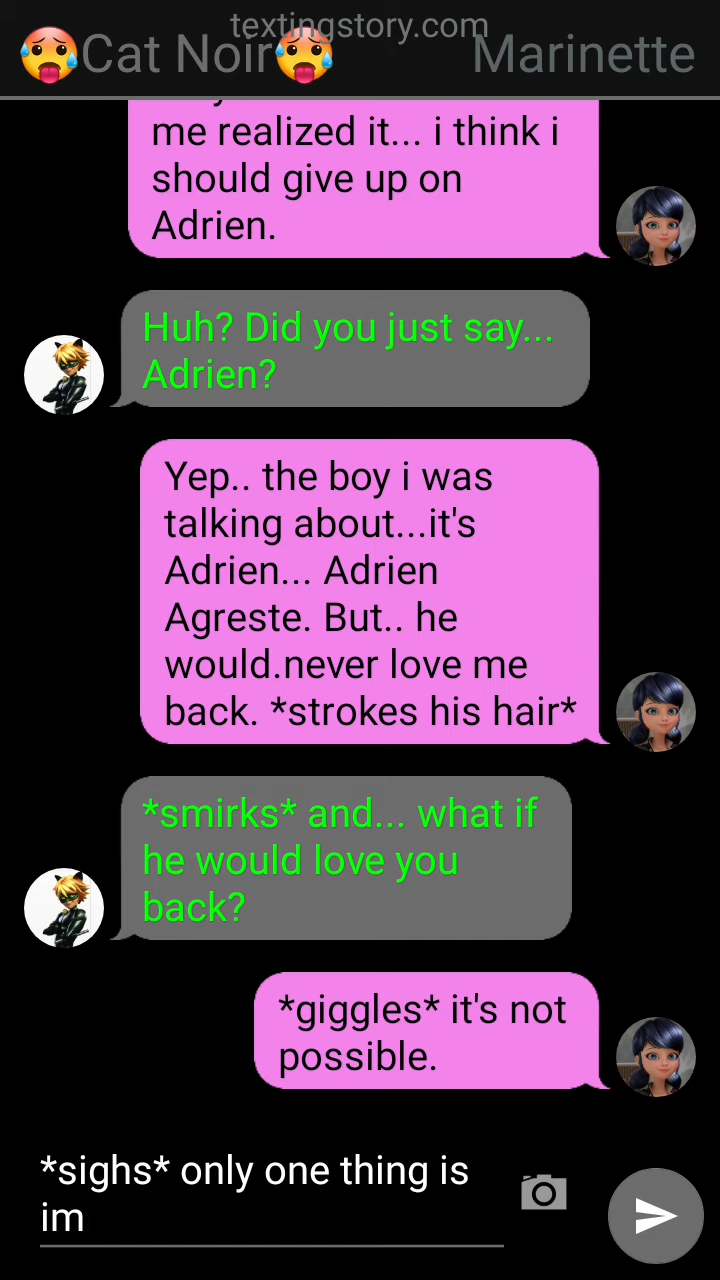 textingstory.com
🥵Cat Noir🥵 Marinette
me realized it... i think i
should give up on
Adrien.
Huh? Did you just say...
Adrien?
Yep.. the boy i was
talking about...it's
Adrien... Adrien
Agreste. But.. he
would.never love me
back. *strokes his hair*
*smirks* and... what if
he would love you
back?
*giggles* it's not
possible.
*sighs* only one thing is
im